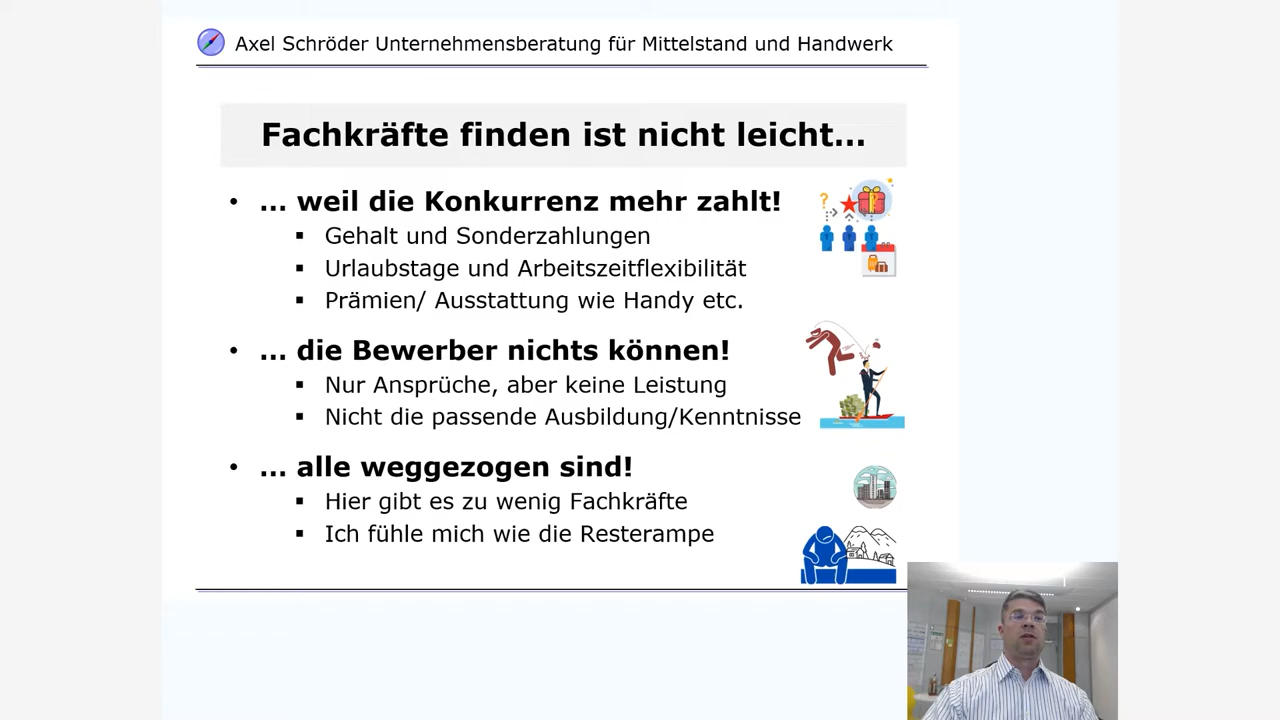 Axel Schröder Unternehmensberatung für Mittelstand und Handwerk
Fachkräfte finden ist nicht leicht…
• … weil die Konkurrenz mehr zahlt!
▪ Gehalt und Sonderzahlungen
▪ Urlaubstage und Arbeitszeitflexibilität
▪ Prämien/ Ausstattung wie Handy etc.
• … die Bewerber nichts können!
▪ Nur Ansprüche, aber keine Leistung
▪ Nicht die passende Ausbildung/Kenntnisse
• … alle weggezogen sind!
▪ Hier gibt es zu wenig Fachkräfte
▪ Ich fühle mich wie die Resterampe